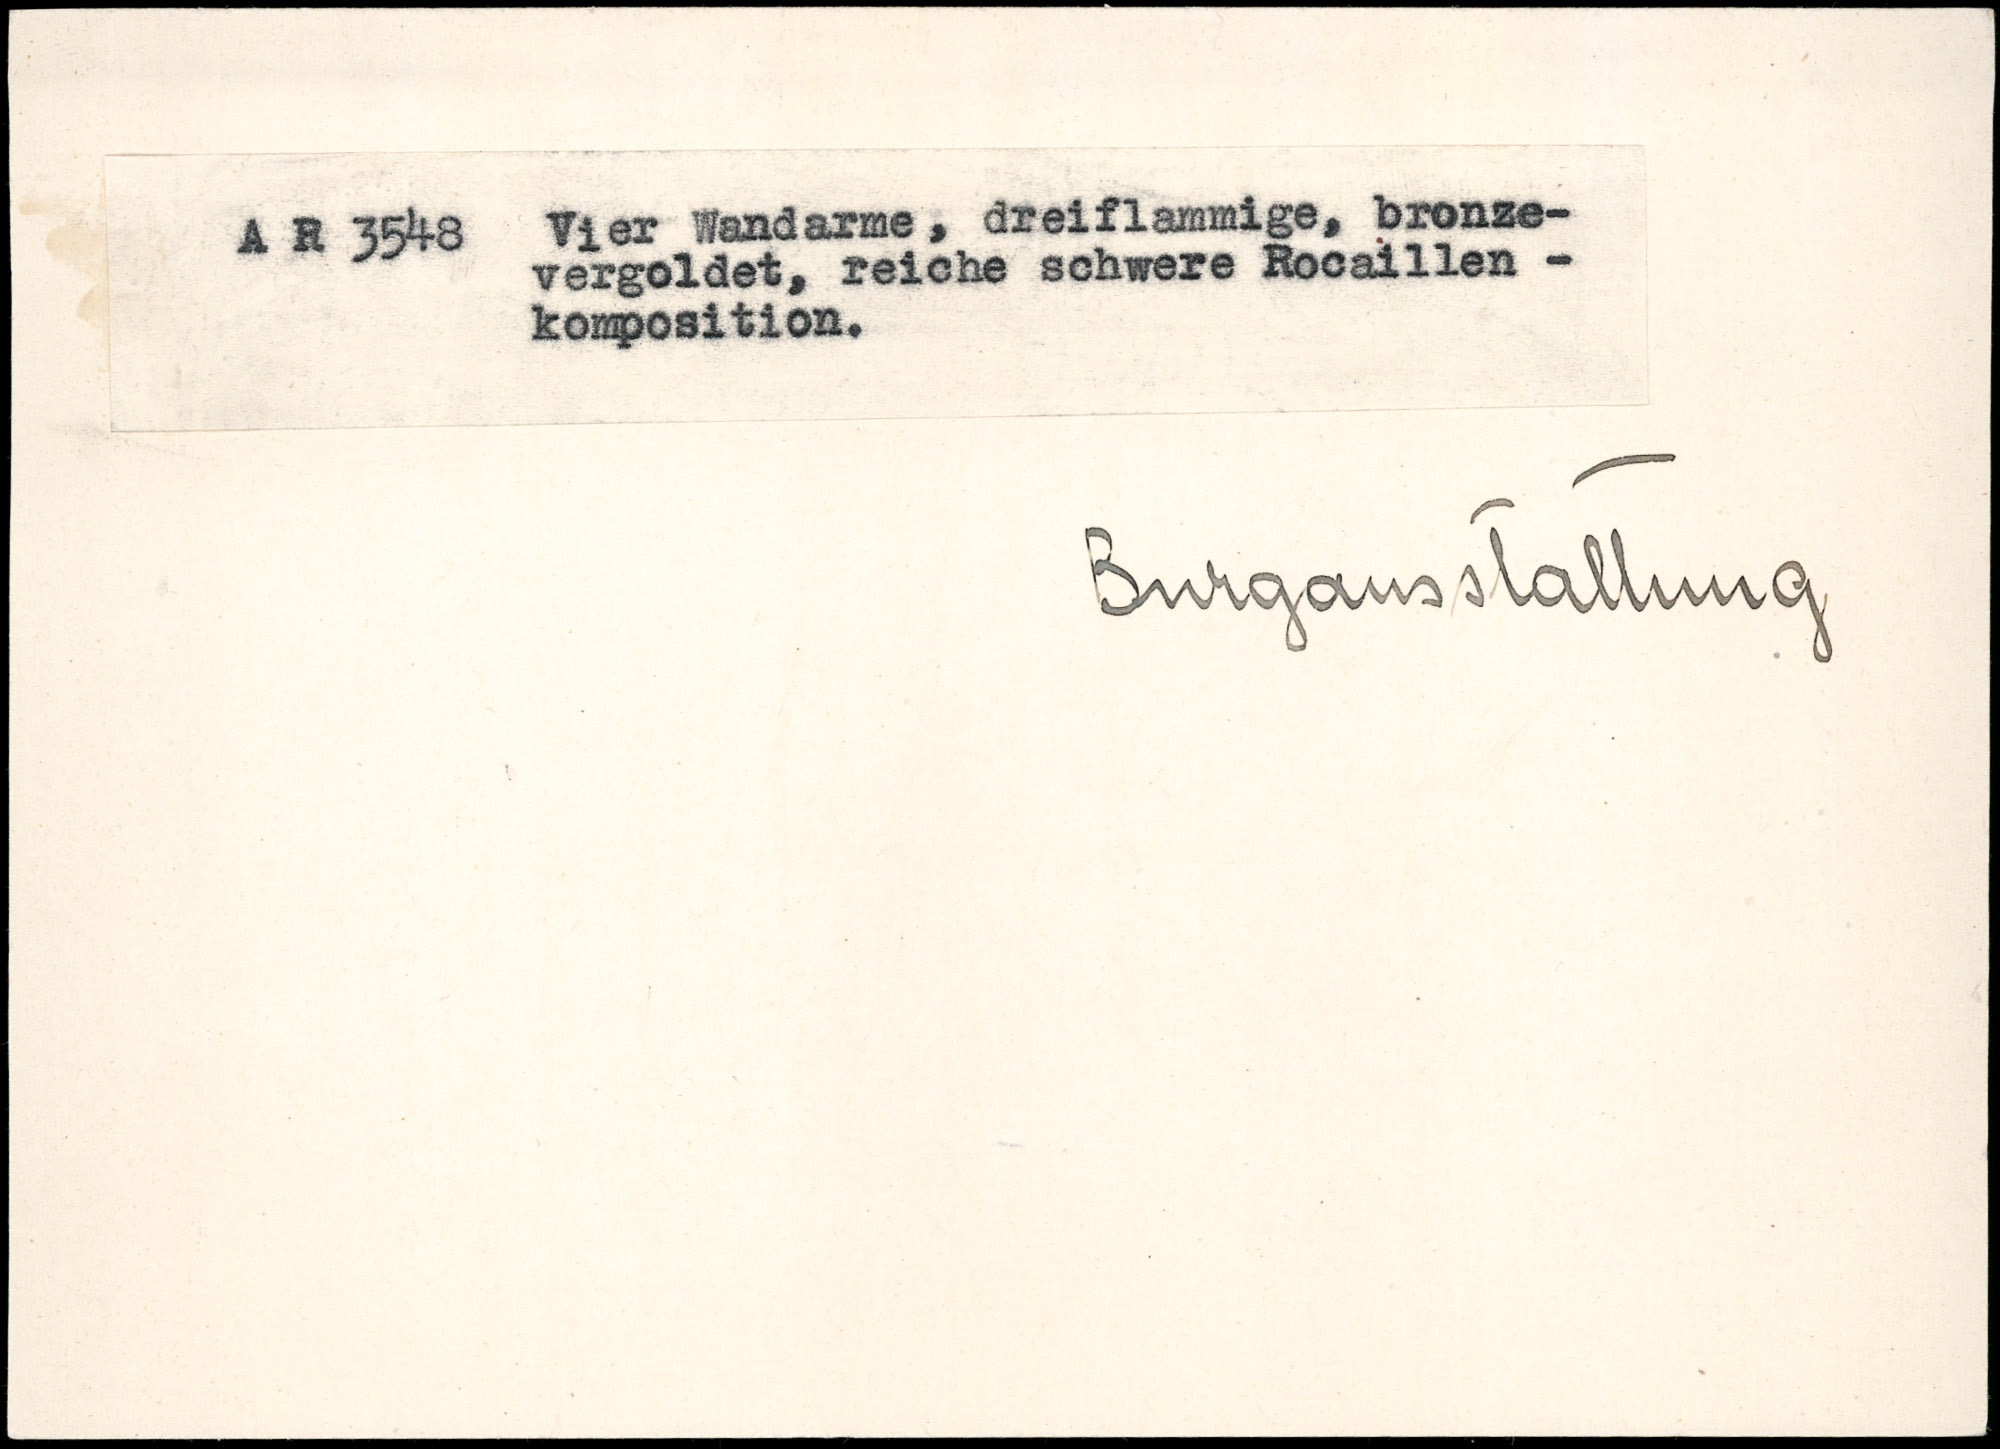 A R 3548 Vier Wandarme, dreiflammige, bronze-
vergoldet, reiche schwere Rocaillen -
komposition.
Burgausstattung